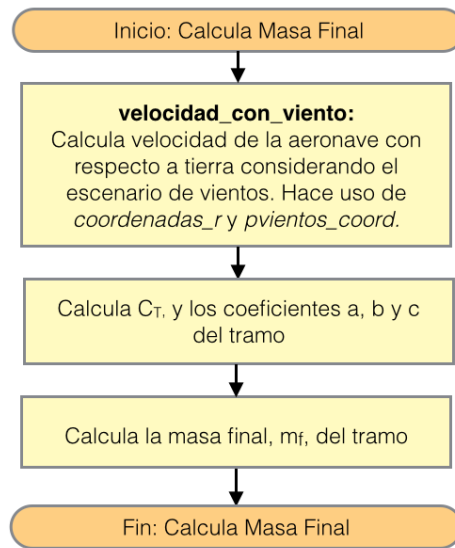 Inicio: Calcula Masa Final
velocidad_con_viento:
Calcula velocidad de la aeronave con
respecto a tierra considerando el
escenario de vientos. Hace uso de
coordenadas_r y pvientos_coord.
Calcula C_T, y los coeficientes a, b y c
del tramo
Calcula la masa final, m_f, del tramo
Fin: Calcula Masa Final